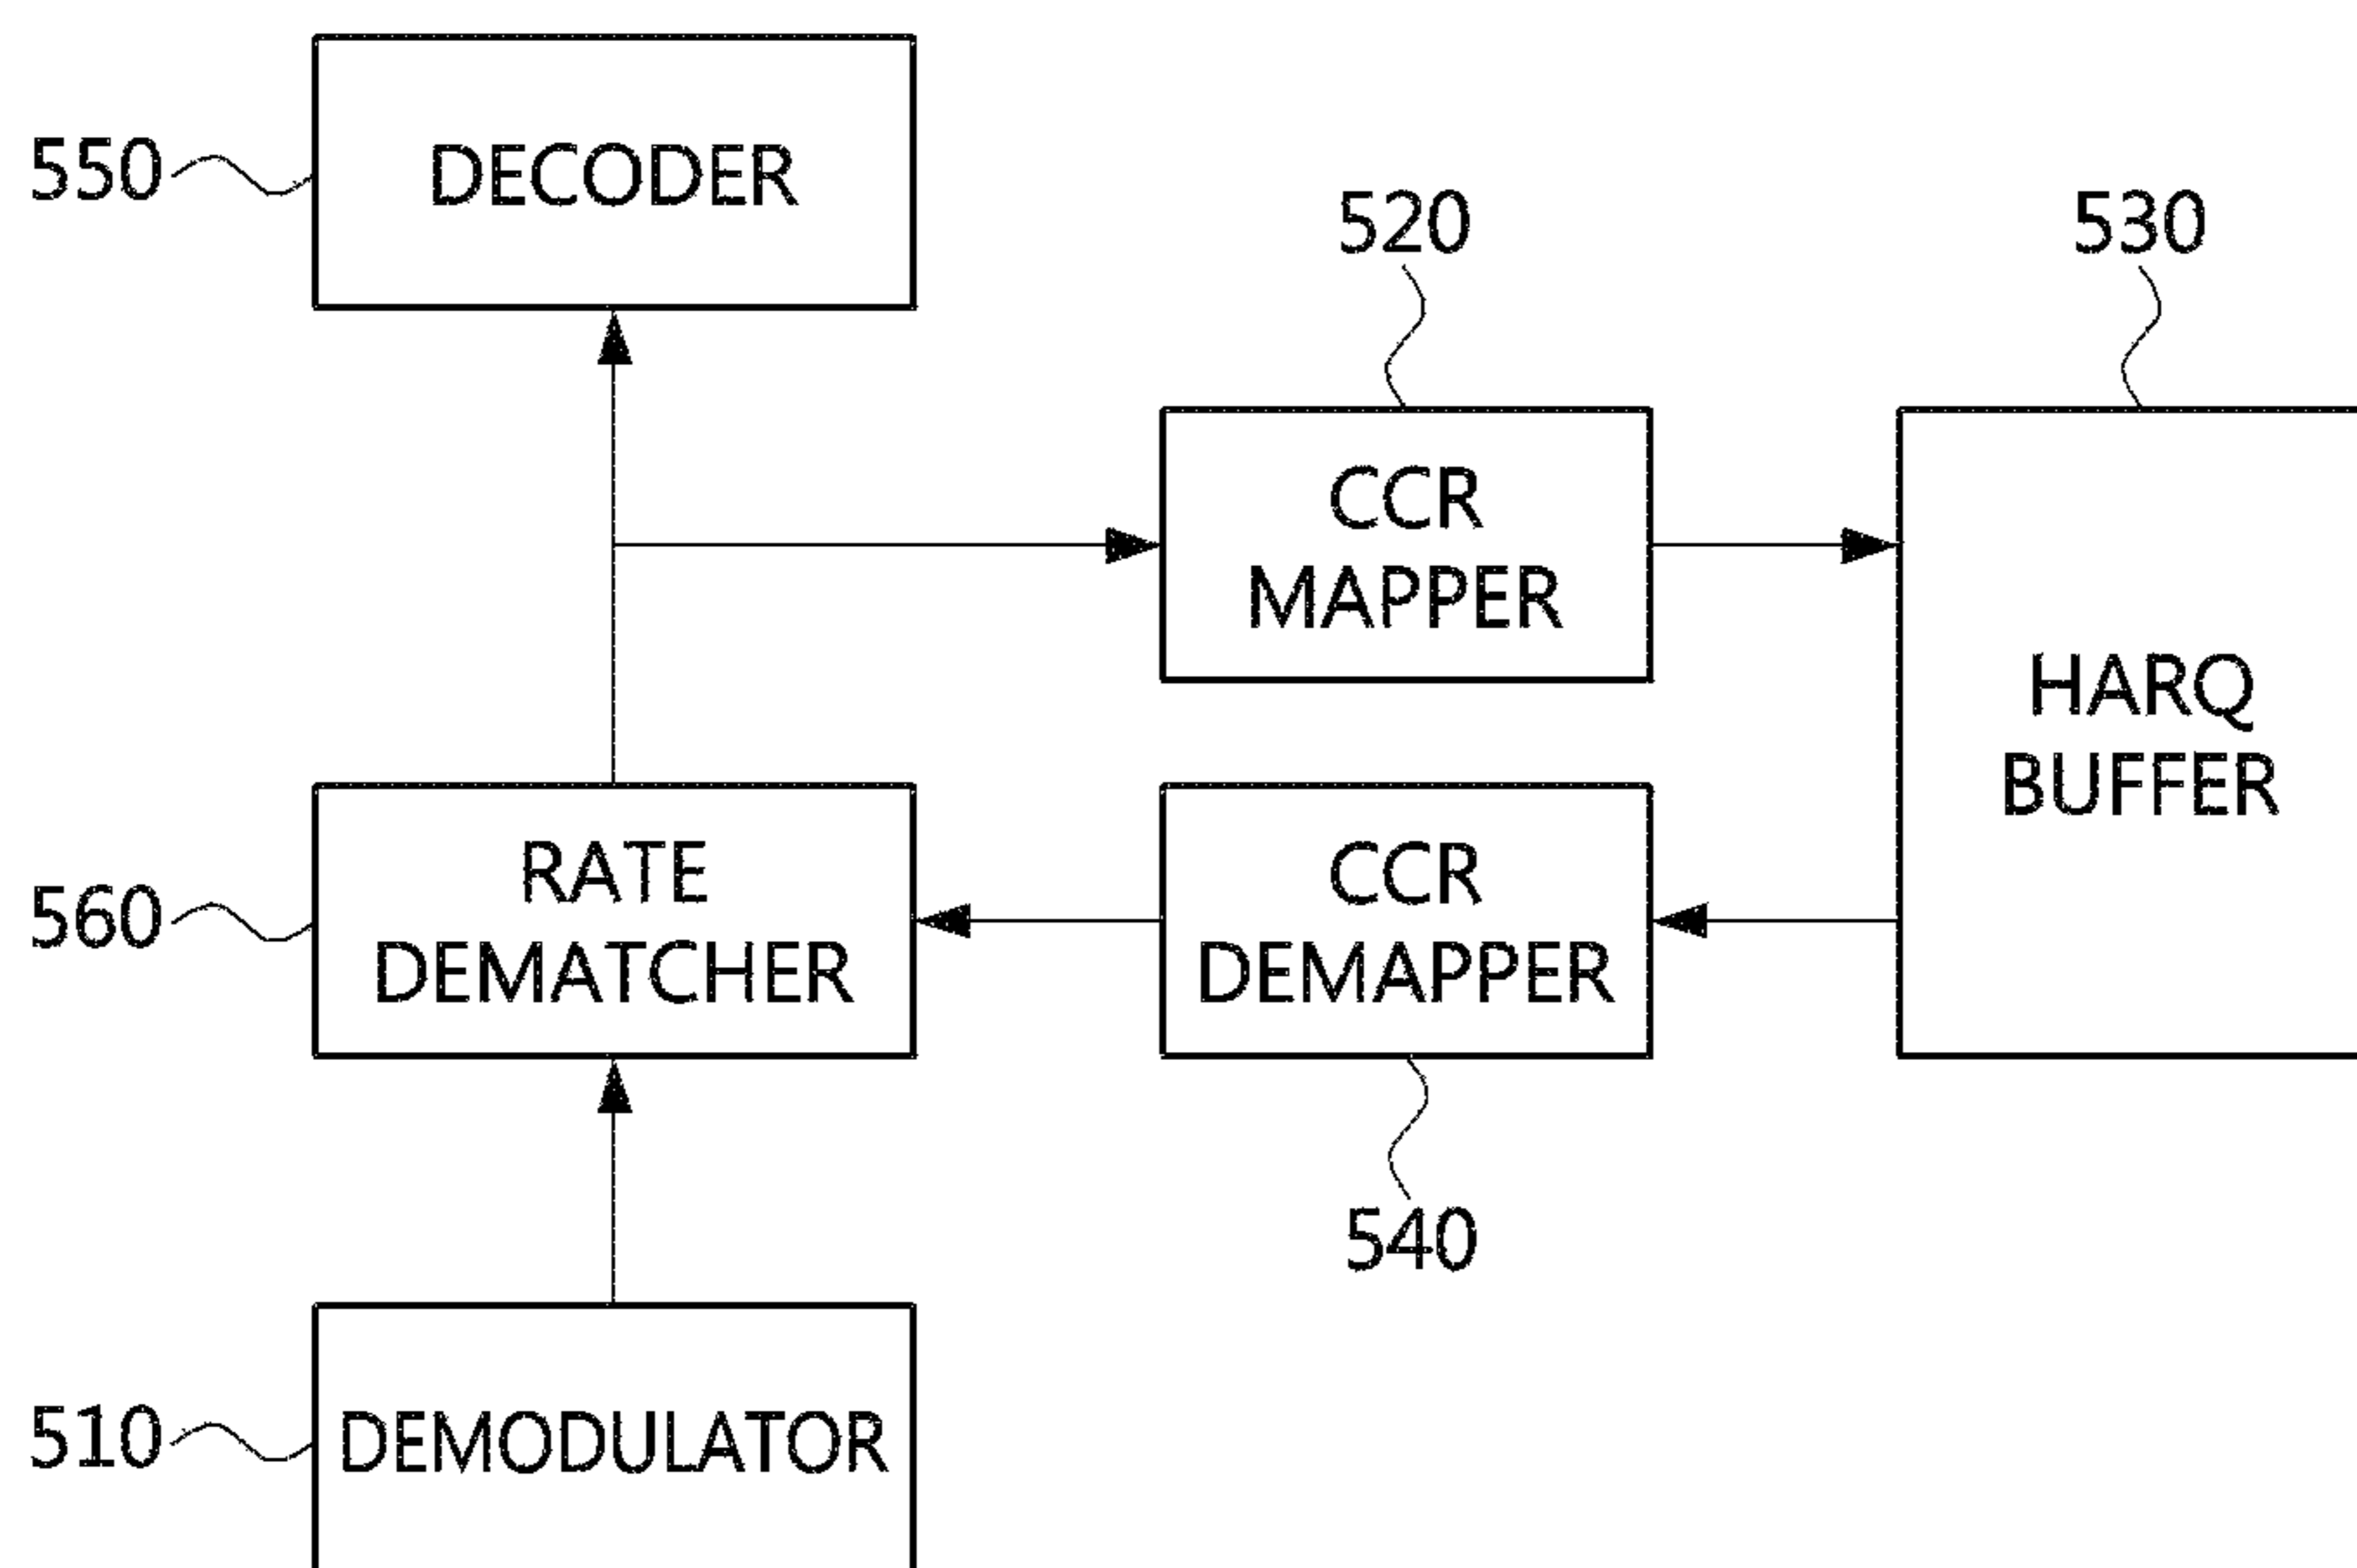 550
DECODER
520
530
CCR
MAPPER
HARQ
BUFFER
560
RATE
DEMATCHER
CCR
DEMAPPER
540
510
DEMODULATOR